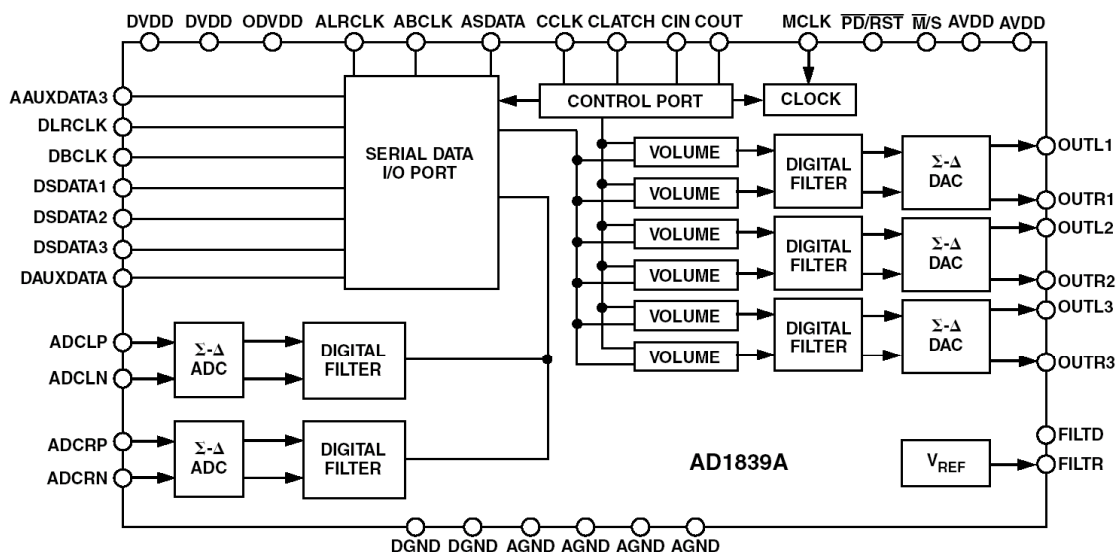 DVDD DVDD ODVDD ALRCLK ABCLK ASDATA CCLK CLATCH CIN COUT MCLK PD/RST M/S AVDD AVDD
AAUXDATA3
DLRCLK
DBCLK
DSDATA1
DSDATA2
DSDATA3
DAUXDATA
ADCLP
ADCLN
ADCRP
ADCRN
SERIAL DATA
I/O PORT
CONTROL PORT
CLOCK
VOLUME
VOLUME
VOLUME
VOLUME
VOLUME
VOLUME
DIGITAL
FILTER
DIGITAL
FILTER
DIGITAL
FILTER
Σ-Δ
DAC
Σ-Δ
DAC
Σ-Δ
DAC
OUTL1
OUTR1
OUTL2
OUTR2
OUTL3
OUTR3
Σ-Δ
ADC
DIGITAL
FILTER
Σ-Δ
ADC
DIGITAL
FILTER
AD1839A
VREF
FILTD
FILTR
DGND DGND AGND AGND AGND AGND